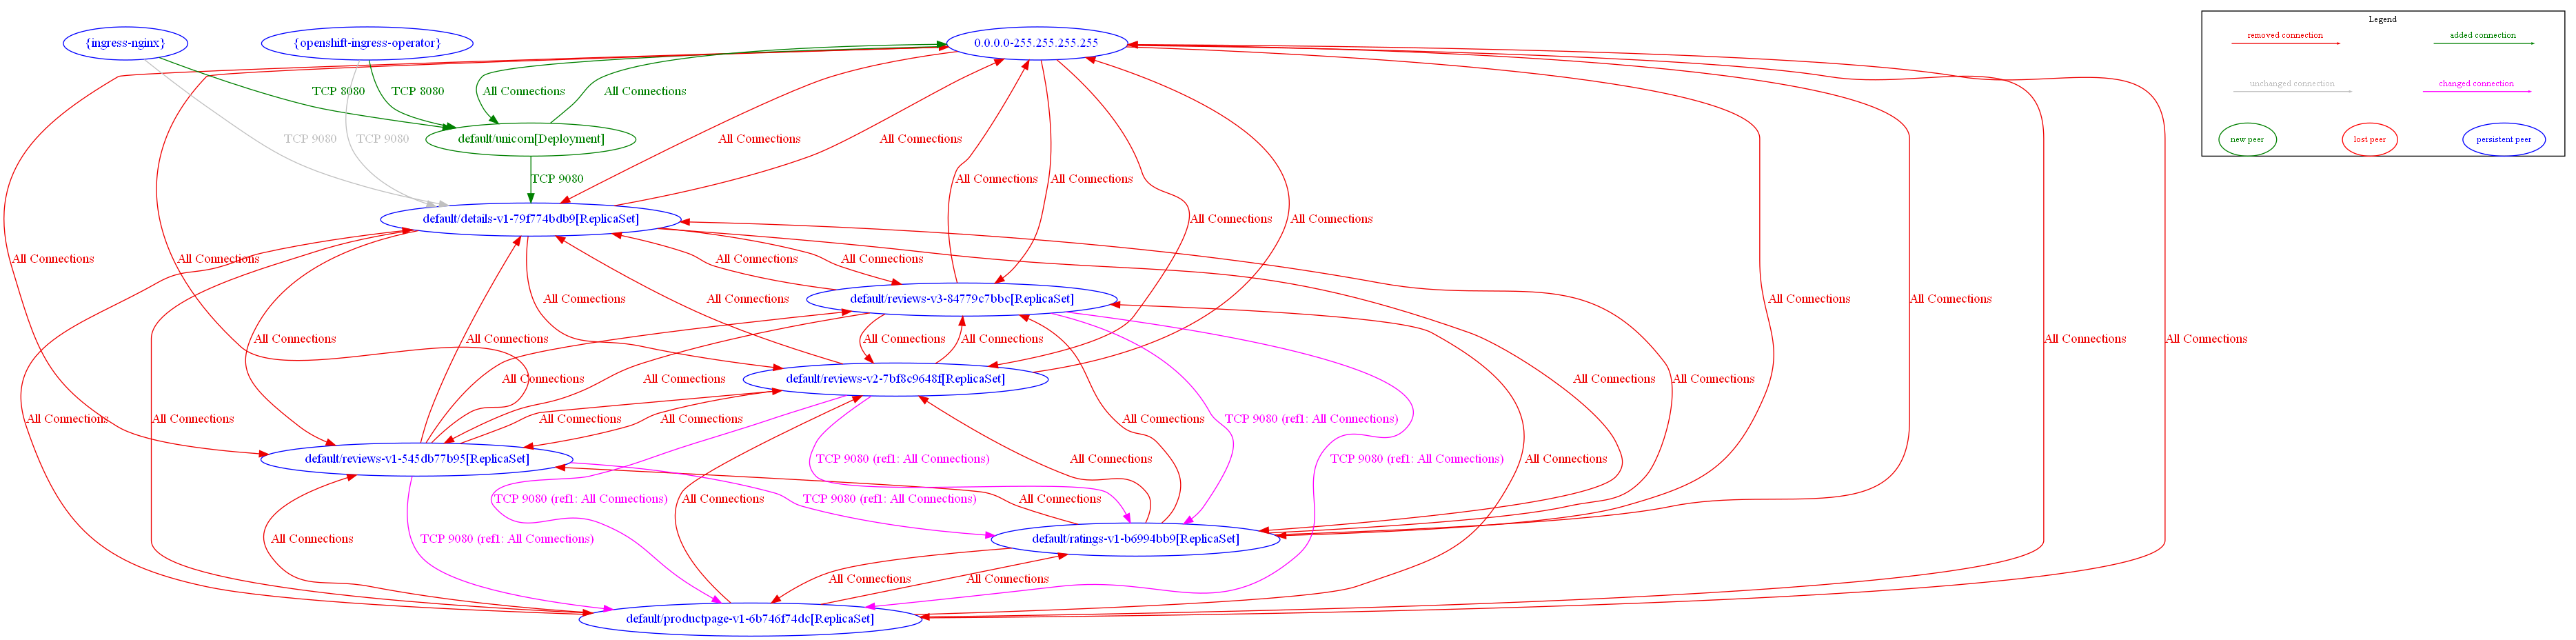 {ingress-nginx}
{openshift-ingress-operator}
0.0.0.0-255.255.255.255
Legend
removed connection
added connection
unchanged connection
changed connection
new peer
lost peer
persistent peer
TCP 8080
TCP 8080
All Connections
All Connections
TCP 9080
TCP 9080
default/unicorn[Deployment]
All Connections
All Connections
TCP 9080
All Connections
All Connections
default/details-v1-79f774bdb9[ReplicaSet]
All Connections
All Connections
All Connections
All Connections
All Connections
All Connections
default/reviews-v3-84779c7bbc[ReplicaSet]
All Connections
All Connections
All Connections
All Connections
All Connections
All Connections
All Connections
All Connections
All Connections
All Connections
default/reviews-v2-7bf8c9648f[ReplicaSet]
All Connections
All Connections
All Connections
All Connections
All Connections
All Connections
All Connections
All Connections
All Connections
TCP 9080 (ref1: All Connections)
default/reviews-v1-545db77b95[ReplicaSet]
TCP 9080 (ref1: All Connections)
All Connections
TCP 9080 (ref1: All Connections)
All Connections
TCP 9080 (ref1: All Connections)
All Connections
TCP 9080 (ref1: All Connections)
All Connections
All Connections
TCP 9080 (ref1: All Connections)
default/ratings-v1-b6994bb9[ReplicaSet]
All Connections
All Connections
default/productpage-v1-6b746f74dc[ReplicaSet]